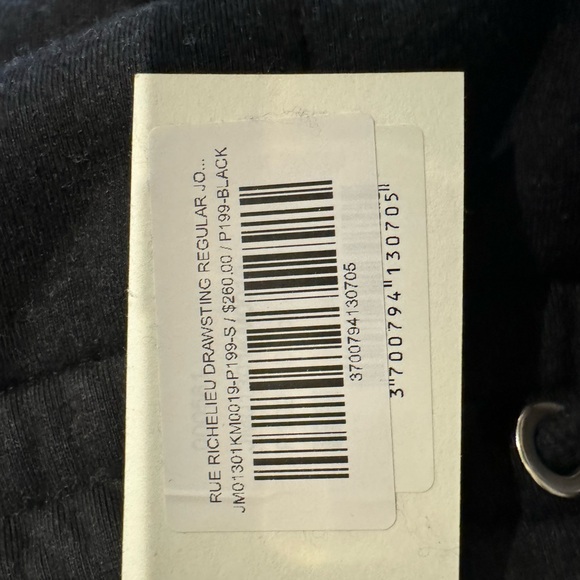 RUE RICHELIEU DRAWSTING REGULAR JO...
JM01301KM0019-P199-S / $260.00 / P199-BLACK
3700794130705
3"700794"130705"